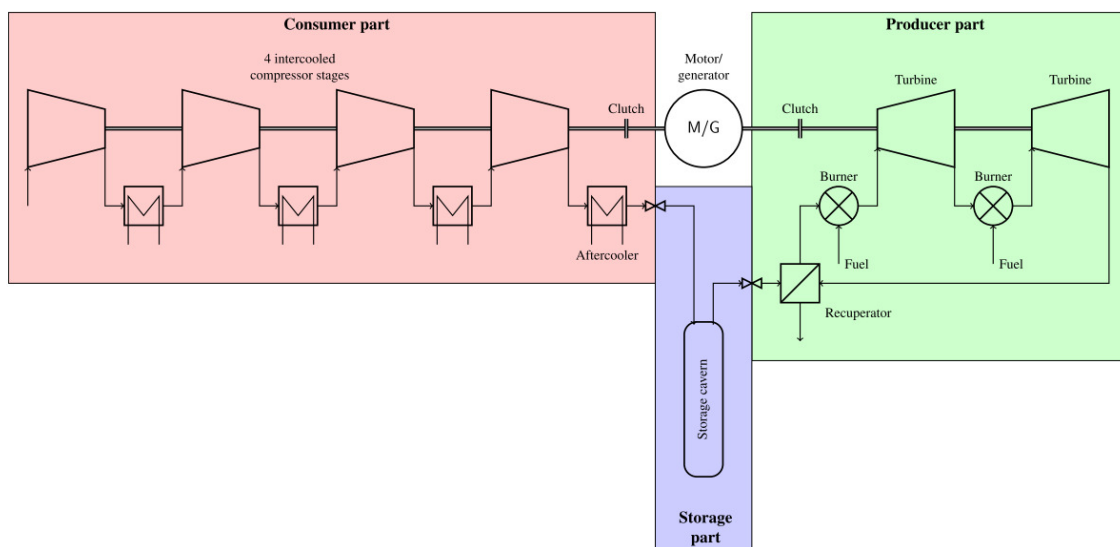 Consumer part
Producer part
4 intercooled
compressor stages
Motor/
generator
Turbine
Turbine
Clutch
Clutch
M/G
Burner
Burner
Aftercooler
Fuel
Fuel
Recuperator
Storage cavern
Storage
part